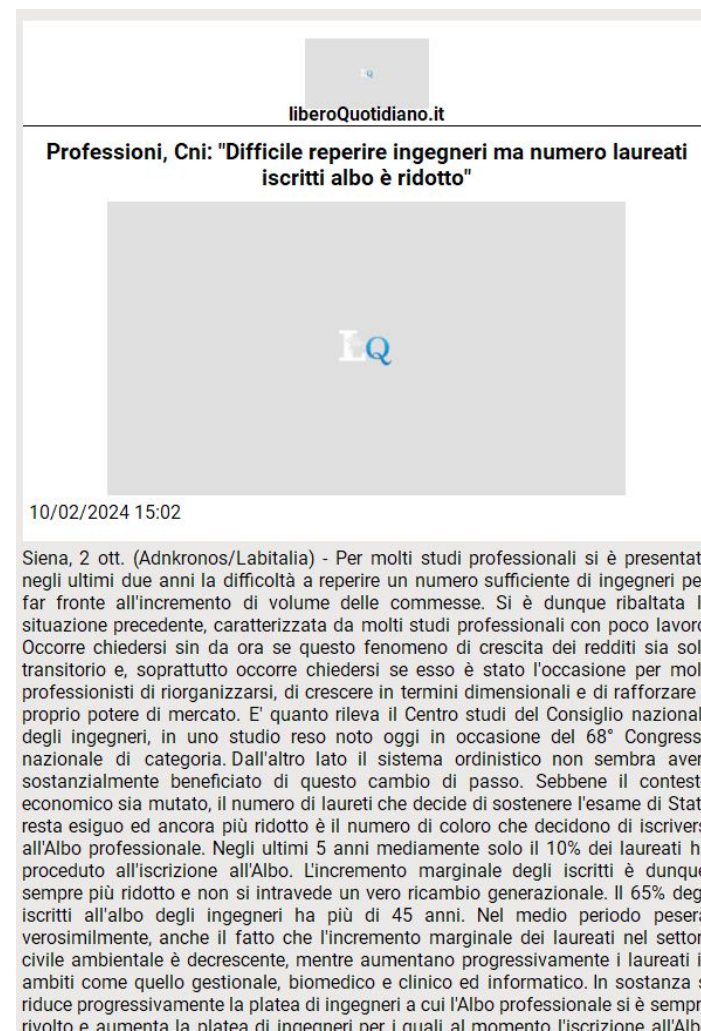 LQ
liberoQuotidiano.it
Professioni, Cni: "Difficile reperire ingegneri ma numero laureati
iscritti albo è ridotto"
LQ
10/02/2024 15:02
Siena, 2 ott. (Adnkronos/Labitalia) - Per molti studi professionali si è presentat
negli ultimi due anni la difficoltà a reperire un numero sufficiente di ingegneri pe
far fronte all'incremento di volume delle commesse. Si è dunque ribaltata l
situazione precedente, caratterizzata da molti studi professionali con poco lavoro
Occorre chiedersi sin da ora se questo fenomeno di crescita dei redditi sia sol
transitorio e, soprattutto occorre chiedersi se esso è stato l'occasione per mol
professionisti di riorganizzarsi, di crescere in termini dimensionali e di rafforzare
proprio potere di mercato. E' quanto rileva il Centro studi del Consiglio nazional
degli ingegneri, in uno studio reso noto oggi in occasione del 68° Congress
nazionale di categoria. Dall'altro lato il sistema ordinistico non sembra aver
sostanzialmente beneficiato di questo cambio di passo. Sebbene il contest
economico sia mutato, il numero di laureti che decide di sostenere l'esame di Stat
resta esiguo ed ancora più ridotto è il numero di coloro che decidono di iscrivers
all'Albo professionale. Negli ultimi 5 anni mediamente solo il 10% dei laureati h
proceduto all'iscrizione all'Albo. L'incremento marginale degli iscritti è dunque
sempre più ridotto e non si intravede un vero ricambio generazionale. Il 65% deg
iscritti all'albo degli ingegneri ha più di 45 anni. Nel medio periodo peserà
verosimilmente, anche il fatto che l'incremento marginale dei laureati nel settor
civile ambientale è decrescente, mentre aumentano progressivamente i laureati i
ambiti come quello gestionale, biomedico e clinico ed informatico. In sostanza s
riduce progressivamente la platea di ingegneri a cui l'Albo professionale si è sempr
rivolto e aumenta la platea di ingegneri per i quali al momento l'iscrizione all'Alb